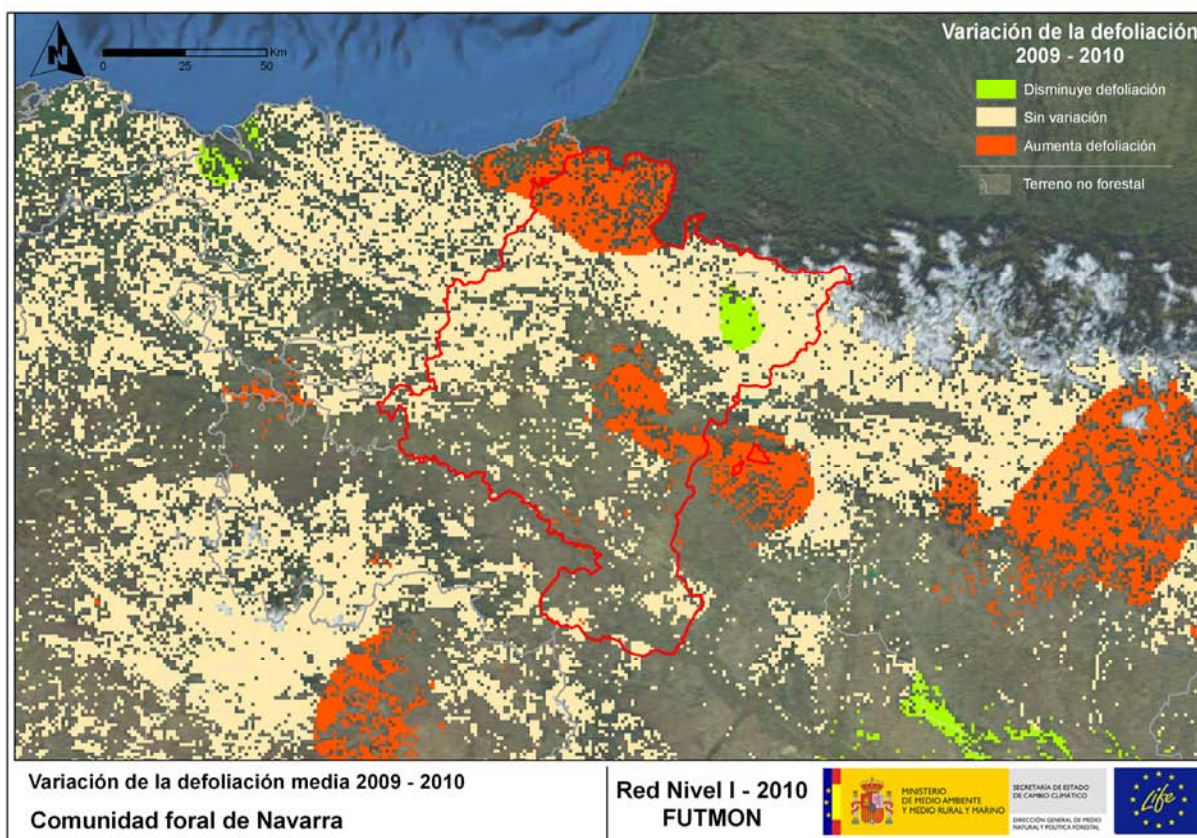 N
0 25 50 Km
Variación de la defoliación
2009 - 2010
Disminuye defoliación
Sin variación
Aumenta defoliación
Terreno no forestal
Variación de la defoliación media 2009 - 2010
Comunidad foral de Navarra
Red Nivel I - 2010
FUTMON
MINISTERIO
DE MEDIO AMBIENTE
Y MEDIO RURAL Y MARINO
SECRETARÍA DE ESTADO
DE CAMBIO CLIMÁTICO
DIRECCIÓN GENERAL DE MEDIO
NATURAL Y POLÍTICA FORESTAL
Life